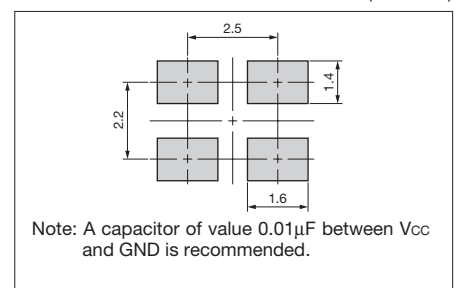 2.5
1.4
2.2
1.6
Note: A capacitor of value 0.01µF between Vcc
and GND is recommended.